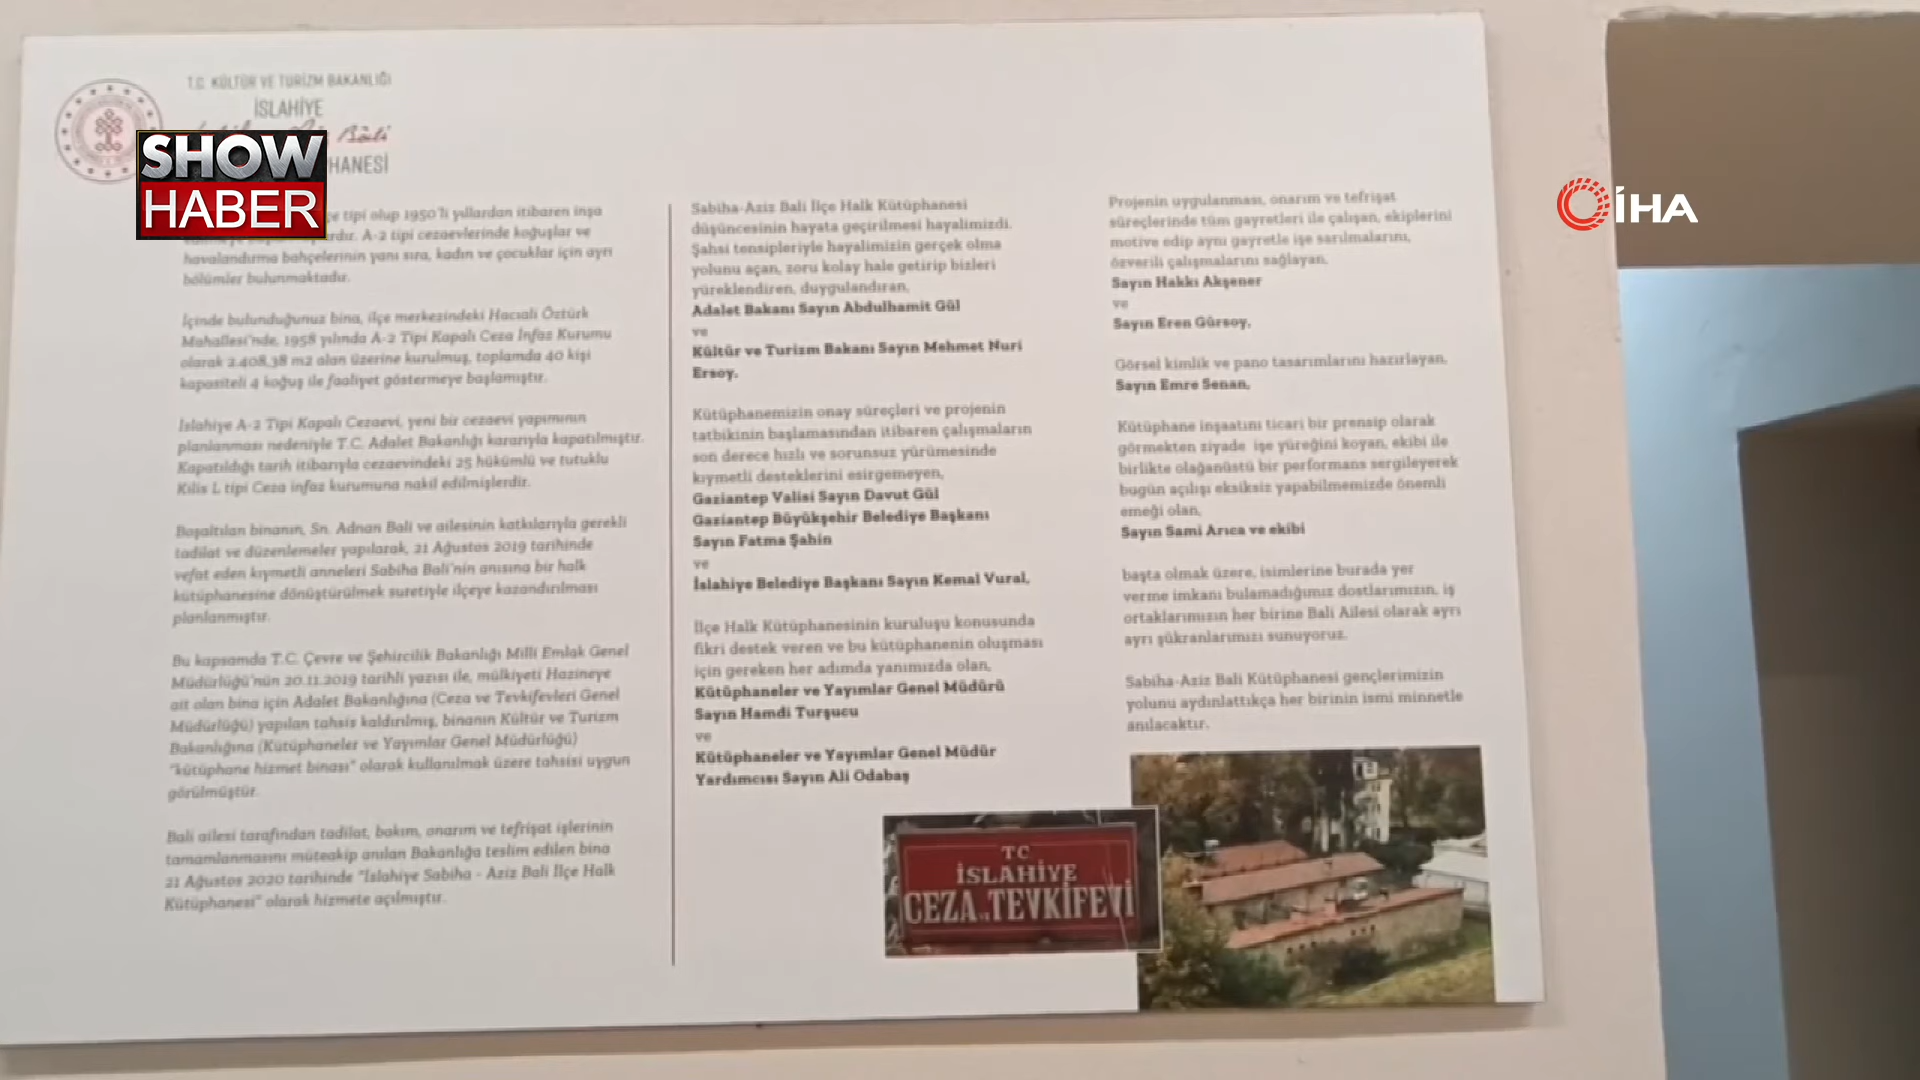 T.C. KÜLTÜR VE TURİZM BAKANLIĞI
İSLAHİYE
Bâli
HANESİ
SHOW
HABER
İHA
çe tipi olup 1950'li yıllardan itibaren inşa
A-2 tipi cezaevlerinde koğuşlar ve
havalandırma bahçelerinin yanı sıra, kadın ve çocuklar için ayrı
bölümler bulunmaktadır.
İçinde bulunduğunuz bina, ilçe merkezindeki Hacıali Öztürk
Mahallesi'nde, 1958 yılında A-2 Tipi Kapalı Ceza İnfaz Kurumu
olarak 2.408,38 m2 alan üzerine kurulmuş, toplamda 40 kişi
kapasiteli 4 koğuş ile faaliyet göstermeye başlamıştır.
İslahiye A-2 Tipi Kapalı Cezaevi, yeni bir cezaevi yapımının
planlanması nedeniyle T.C. Adalet Bakanlığı kararıyla kapatılmıştır.
Kapatıldığı tarih itibarıyla cezaevindeki 25 hükümlü ve tutuklu
Kilis L tipi Ceza infaz kurumuna nakil edilmişlerdir.
Boşaltılan binanın, Sn. Adnan Bali ve ailesinin katkılarıyla gerekli
tadilat ve düzenlemeler yapılarak, 21 Ağustos 2019 tarihinde
vefat eden kıymetli anneleri Sabiha Bali'nin anısına bir halk
kütüphanesine dönüştürülmek suretiyle ilçeye kazandırılması
planlanmıştır.
Bu kapsamda T.C. Çevre ve Şehircilik Bakanlığı Milli Emlak Genel
Müdürlüğü'nün 20.11.2019 tarihli yazısı ile, mülkiyeti Hazineye
ait olan bina için Adalet Bakanlığına (Ceza ve Tevkifevleri Genel
Müdürlüğü) yapılan tahsis kaldırılmış, binanın Kültür ve Turizm
Bakanlığına (Kütüphaneler ve Yayımlar Genel Müdürlüğü)
"kütüphane hizmet binası" olarak kullanılmak üzere tahsisi uygun
görülmüştür.
Bali ailesi tarafından tadilat, bakım, onarım ve tefrişat işlerinin
tamamlanmasını müteakip anılan Bakanlığa teslim edilen bina
21 Ağustos 2020 tarihinde "İslahiye Sabiha - Aziz Bali İlçe Halk
Kütüphanesi" olarak hizmete açılmıştır.
Sabiha-Aziz Bali İlçe Halk Kütüphanesi
düşüncesinin hayata geçirilmesi hayalimizdi.
Şahsi tensipleriyle hayalimizin gerçek olma
yolunu açan, zoru kolay hale getirip bizleri
yüreklendiren, duygulandıran,
Adalet Bakanı Sayın Abdulhamit Gül
ve
Kültür ve Turizm Bakanı Sayın Mehmet Nuri
Ersoy,
Kütüphanemizin onay süreçleri ve projenin
tatbikinin başlamasından itibaren çalışmaların
son derece hızlı ve sorunsuz yürümesinde
kıymetli desteklerini esirgemeyen,
Gaziantep Valisi Sayın Davut Gül
Gaziantep Büyükşehir Belediye Başkanı
Sayın Fatma Şahin
ve
İslahiye Belediye Başkanı Sayın Kemal Vural,
İlçe Halk Kütüphanesinin kuruluşu konusunda
fikri destek veren ve bu kütüphanenin oluşması
için gereken her adımda yanımızda olan,
Kütüphaneler ve Yayımlar Genel Müdürü
Sayın Hamdi Turşucu
ve
Kütüphaneler ve Yayımlar Genel Müdür
Yardımcısı Sayın Ali Odabaş
Projenin uygulanması, onarım ve tefrişat
süreçlerinde tüm gayretleri ile çalışan, ekiplerini
motive edip aynı gayretle işe sarılmalarını,
özverili çalışmalarını sağlayan,
Sayın Hakkı Akşener
ve
Sayın Eren Gürsoy,
Görsel kimlik ve pano tasarımlarını hazırlayan,
Sayın Emre Senan,
Kütüphane inşaatını ticari bir prensip olarak
görmekten ziyade işe yüreğini koyan, ekibi ile
birlikte olağanüstü bir performans sergileyerek
bugün açılışı eksiksiz yapabilmemizde önemli
emeği olan,
Sayın Sami Arıca ve ekibi
başta olmak üzere, isimlerine burada yer
verme imkanı bulamadığımız dostlarımızın, iş
ortaklarımızın her birine Bali Ailesi olarak ayrı
ayrı şükranlarımızı sunuyoruz.
Sabiha-Aziz Bali Kütüphanesi gençlerimizin
yolunu aydınlattıkça her birinin ismi minnetle
anılacaktır.
TC
İSLAHİYE
CEZA VE TEVKİFEVİ